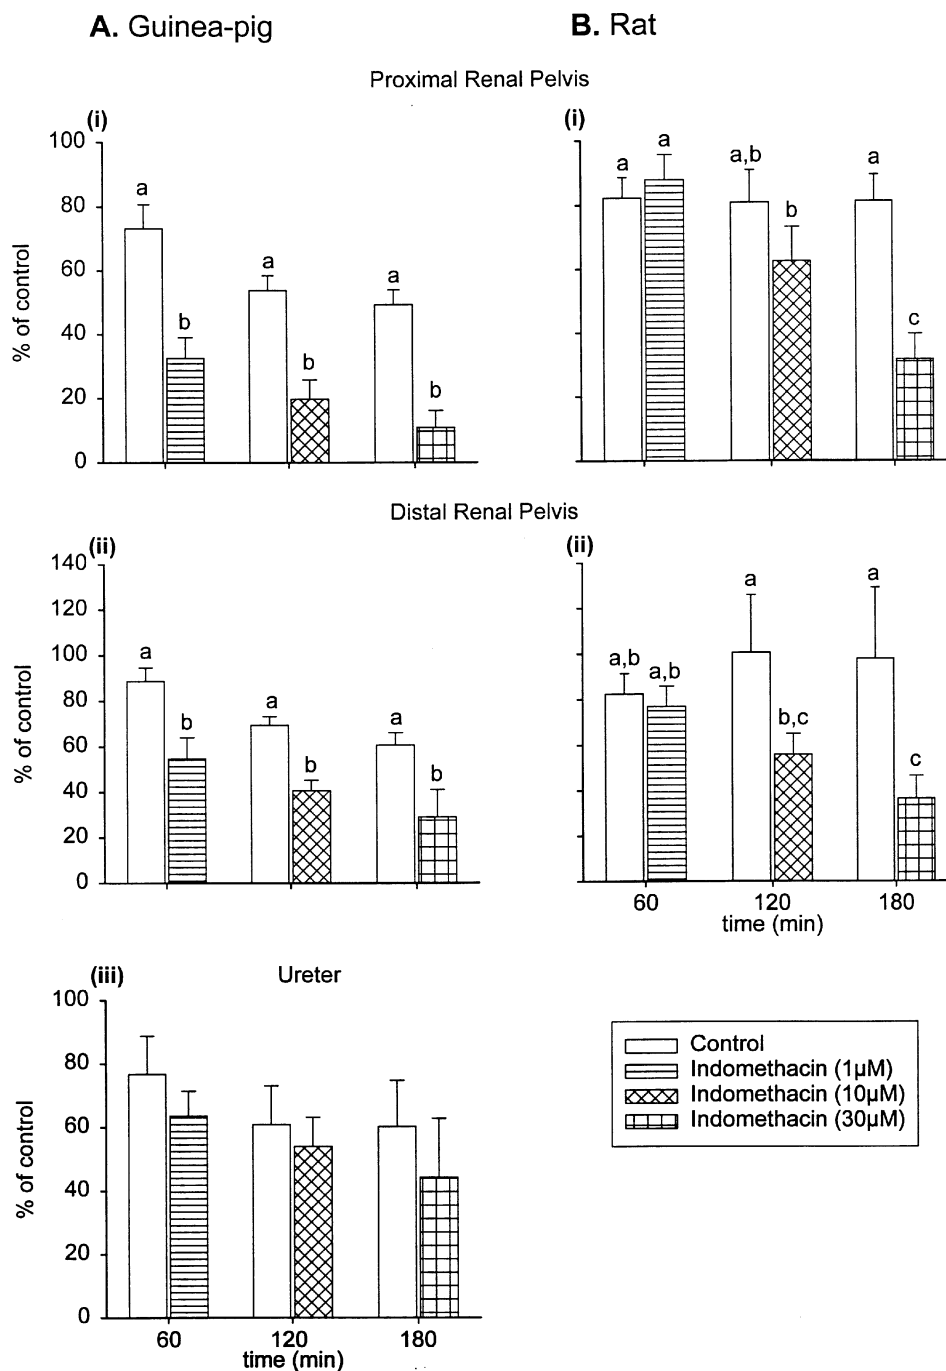 A. Guinea-pig
B. Rat
Proximal Renal Pelvis
(i)
100
80
60
40
20
0
% of control
a
b
a
b
a
b
(i)
a
a
a,b
b
a
c
Distal Renal Pelvis
(ii)
140
120
100
80
60
40
20
0
% of control
a
b
a
b
a
b
(ii)
a,b
a,b
a
b,c
a
c
60
120
180
time (min)
(iii)
Ureter
100
80
60
40
20
0
% of control
60
120
180
time (min)
Control
Indomethacin (1µM)
Indomethacin (10µM)
Indomethacin (30µM)